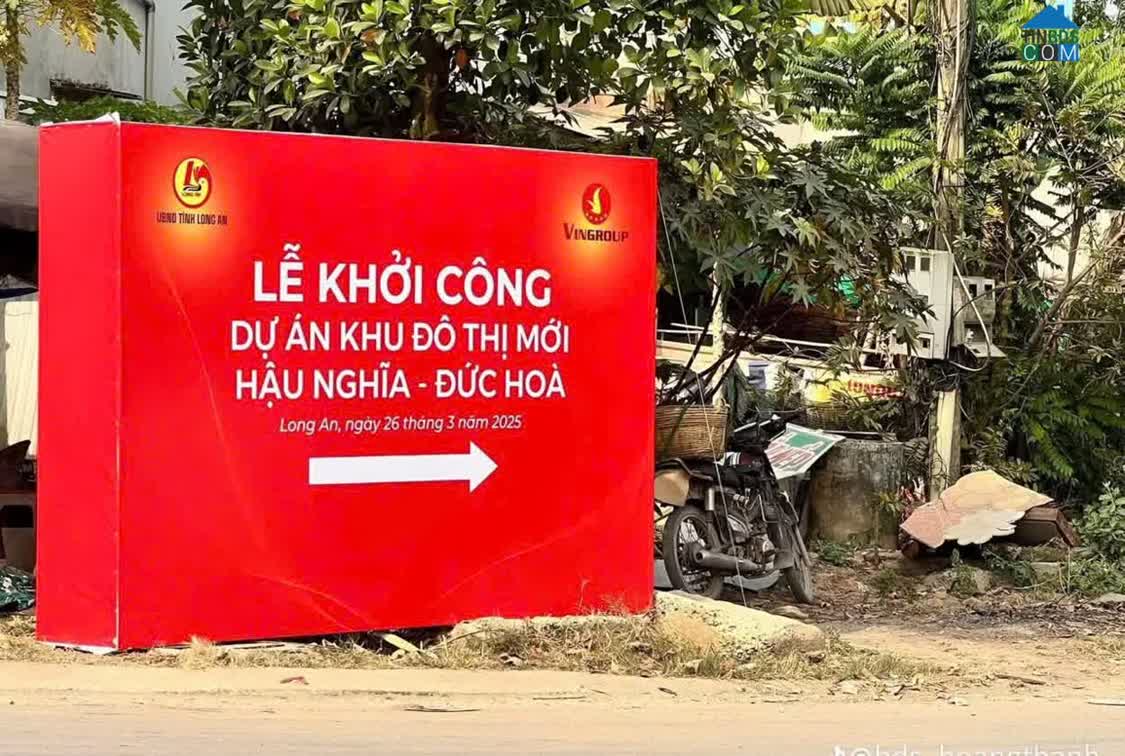 UBND TỈNH LONG AN
VINGROUP
LỄ KHỞI CÔNG
DỰ ÁN KHU ĐÔ THỊ MỚI
HẬU NGHĨA - ĐỨC HOÀ
Long An, ngày 26 tháng 3 năm 2025
COM